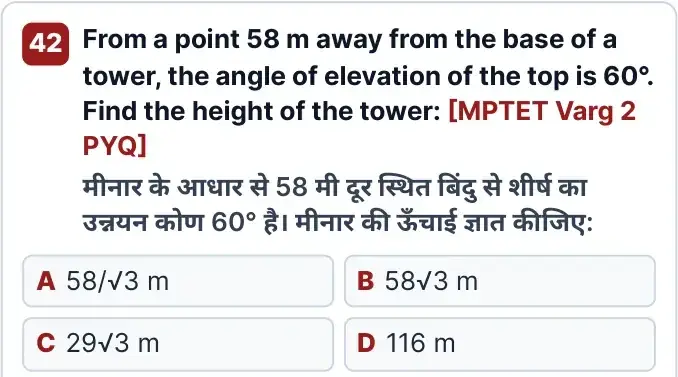 42 From a point 58 m away from the base of a
tower, the angle of elevation of the top is 60°.
Find the height of the tower: [MPTET Varg 2
PYQ]
मीनार के आधार से 58 मी दूर स्थित बिंदु से शीर्ष का
उन्नयन कोण 60° है। मीनार की ऊँचाई ज्ञात कीजिए:
A 58/√3 m
B 58√3 m
C 29√3 m
D 116 m